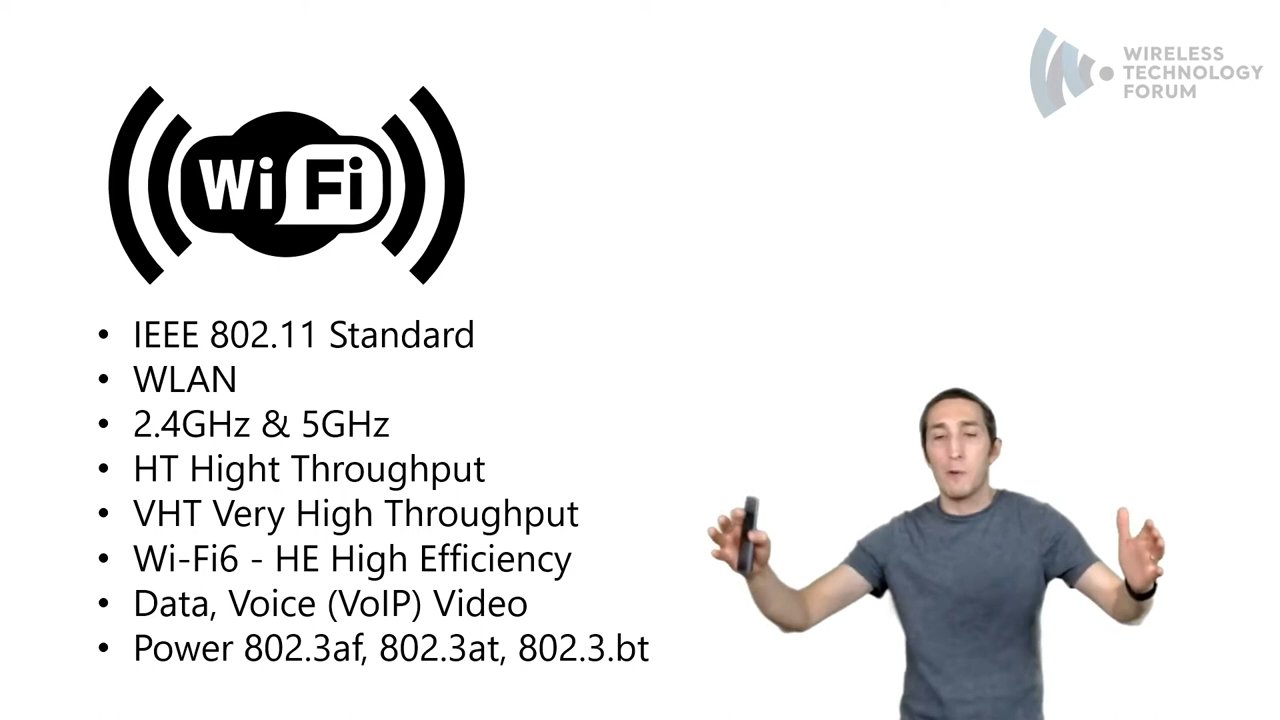 WIRELESS
TECHNOLOGY
FORUM
Wi Fi
• IEEE 802.11 Standard
• WLAN
• 2.4GHz & 5GHz
• HT Hight Throughput
• VHT Very High Throughput
• Wi-Fi6 - HE High Efficiency
• Data, Voice (VoIP) Video
• Power 802.3af, 802.3at, 802.3.bt